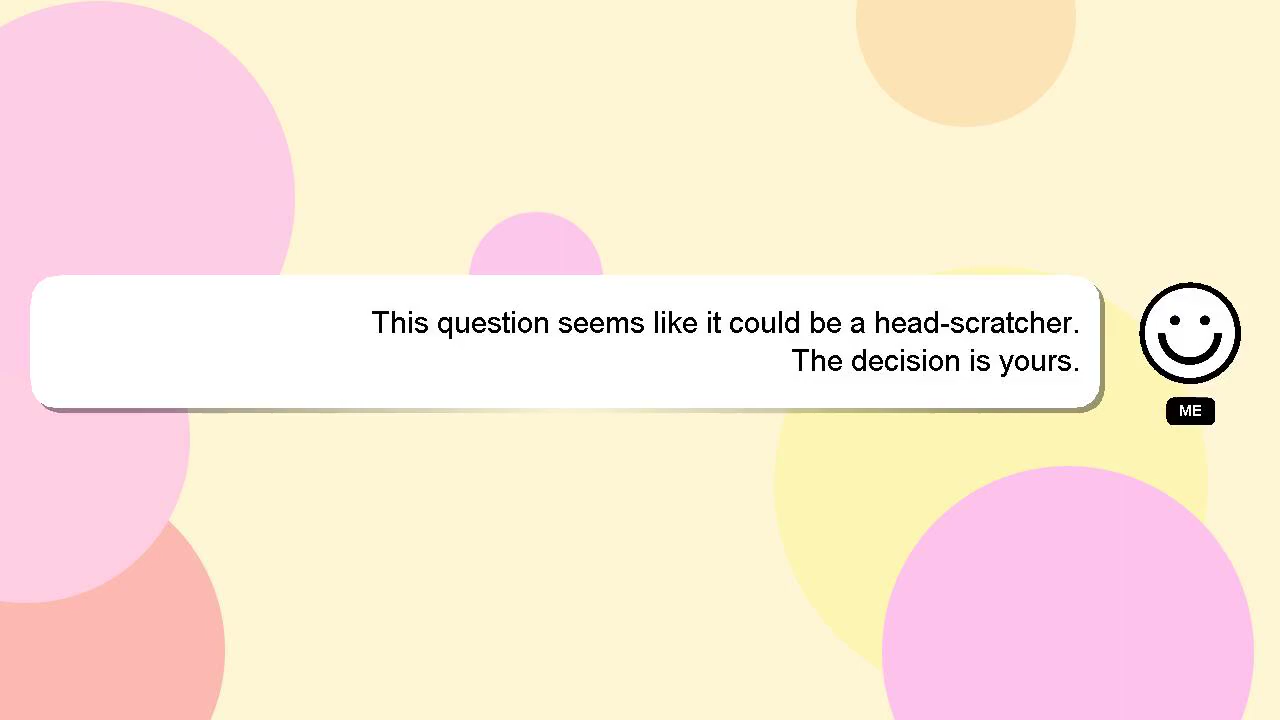 This question seems like it could be a head-scratcher.
The decision is yours.
ME